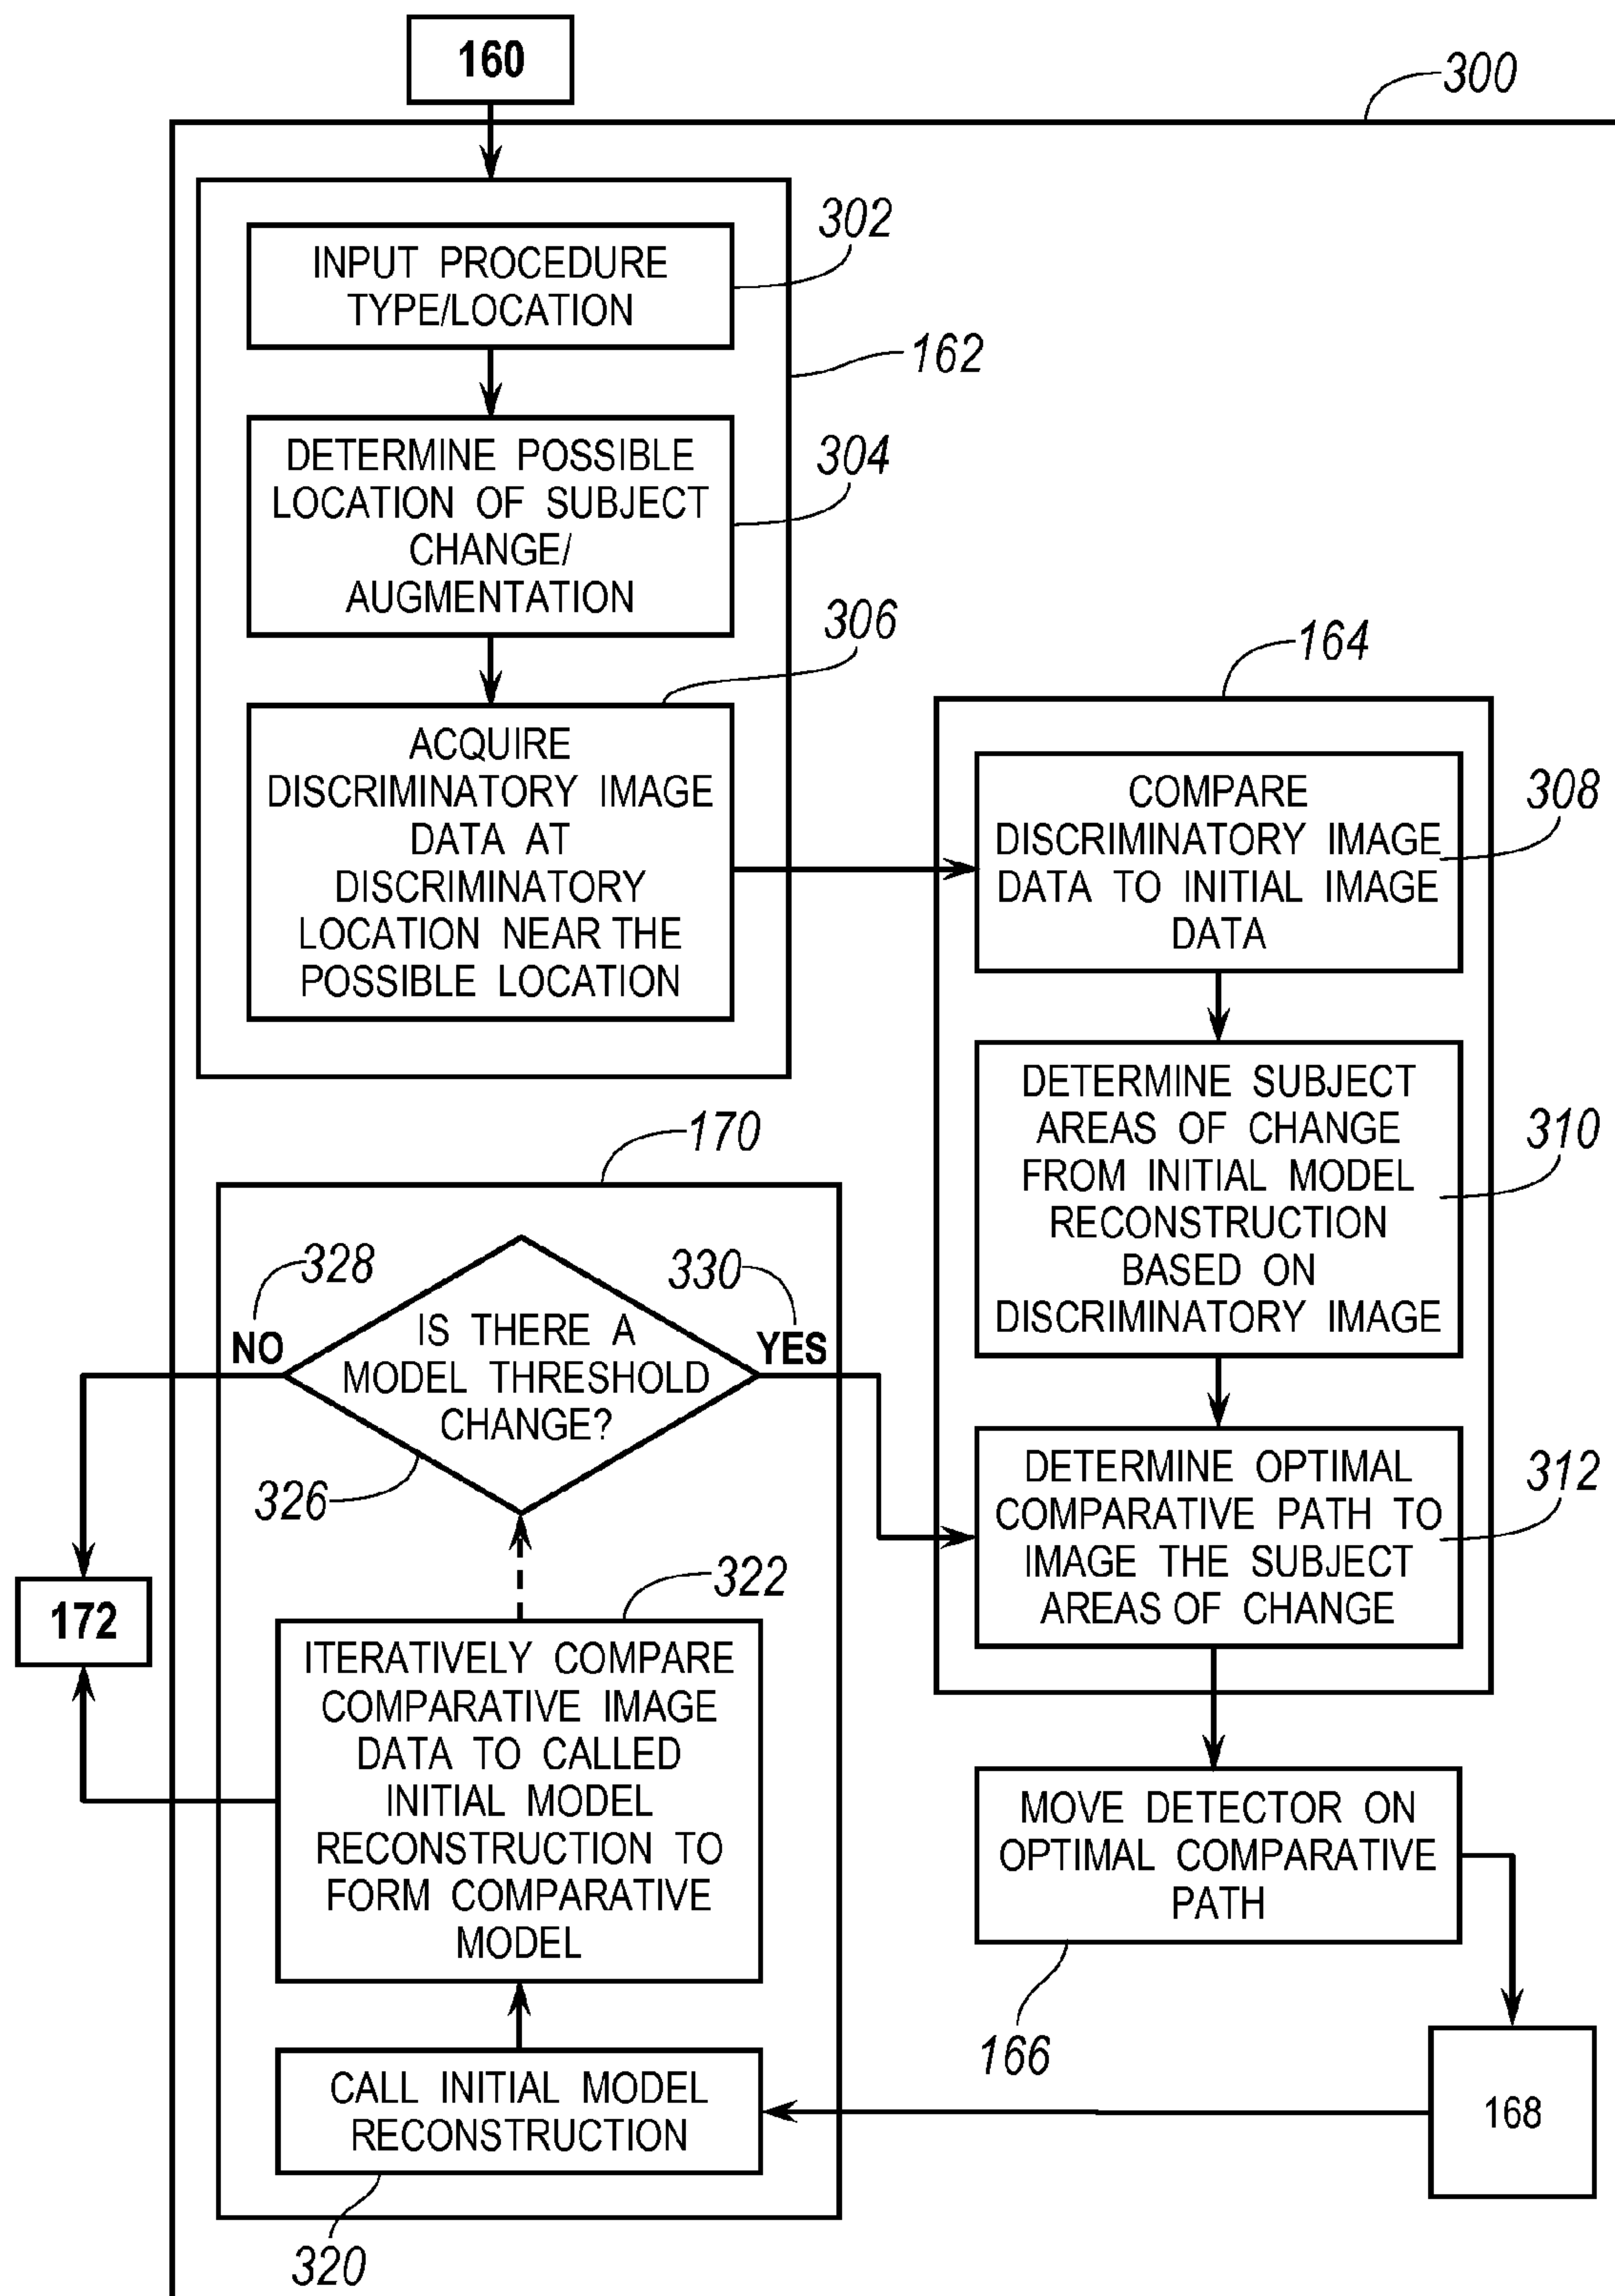 160
300
302
INPUT PROCEDURE
TYPE/LOCATION
162
304
DETERMINE POSSIBLE
LOCATION OF SUBJECT
CHANGE/
AUGMENTATION
306
ACQUIRE
DISCRIMINATORY IMAGE
DATA AT
DISCRIMINATORY
LOCATION NEAR THE
POSSIBLE LOCATION
164
308
COMPARE
DISCRIMINATORY IMAGE
DATA TO INITIAL IMAGE
DATA
310
DETERMINE SUBJECT
AREAS OF CHANGE
FROM INITIAL MODEL
RECONSTRUCTION
BASED ON
DISCRIMINATORY IMAGE
312
DETERMINE OPTIMAL
COMPARATIVE PATH TO
IMAGE THE SUBJECT
AREAS OF CHANGE
MOVE DETECTOR ON
OPTIMAL COMPARATIVE
PATH
166
168
170
328
330
NO
YES
IS THERE A
MODEL THRESHOLD
CHANGE?
326
172
322
ITERATIVELY COMPARE
COMPARATIVE IMAGE
DATA TO CALLED
INITIAL MODEL
RECONSTRUCTION TO
FORM COMPARATIVE
MODEL
CALL INITIAL MODEL
RECONSTRUCTION
320